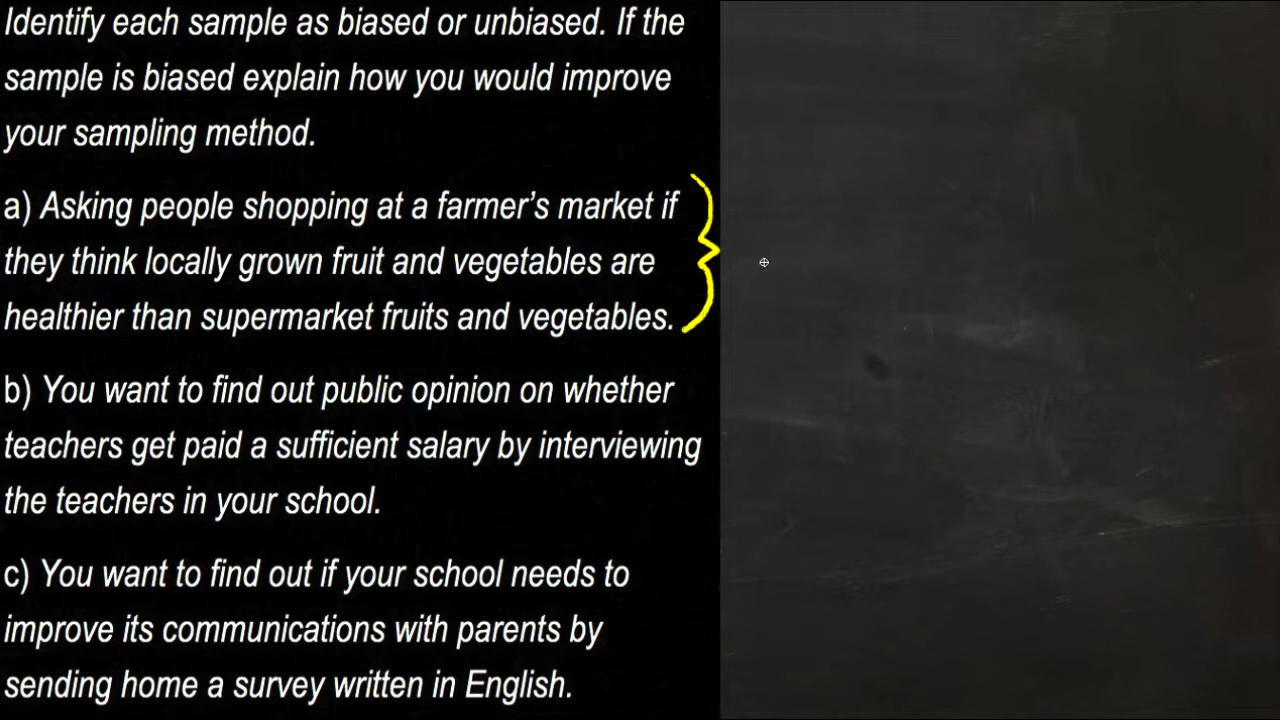 Identify each sample as biased or unbiased. If the
sample is biased explain how you would improve
your sampling method.
a) Asking people shopping at a farmer's market if
they think locally grown fruit and vegetables are
healthier than supermarket fruits and vegetables.
b) You want to find out public opinion on whether
teachers get paid a sufficient salary by interviewing
the teachers in your school.
c) You want to find out if your school needs to
improve its communications with parents by
sending home a survey written in English.